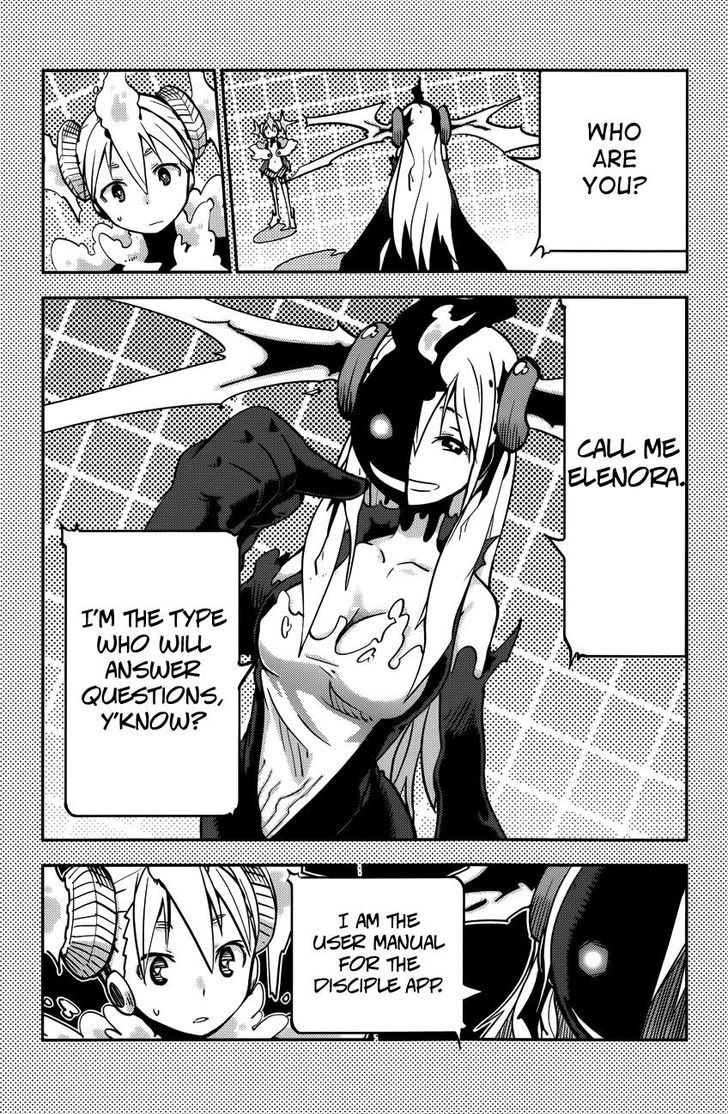 WHO
ARE
YOU?
CALL ME
ELENORA.
I'M THE TYPE
WHO WILL
ANSWER
QUESTIONS,
Y'KNOW?
I AM THE
USER MANUAL
FOR THE
DISCIPLE APP.